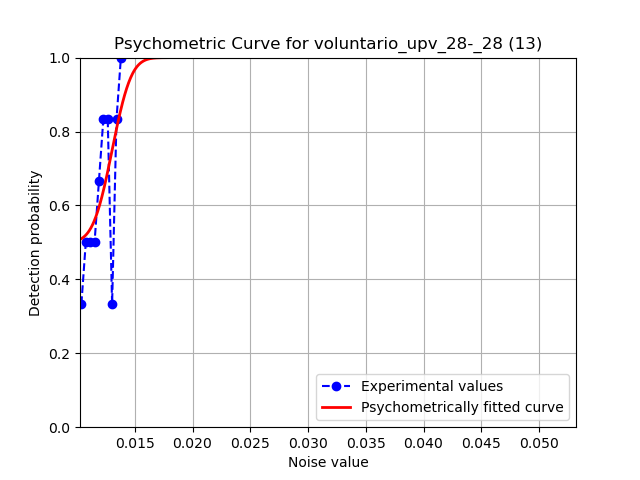 Psychometric Curve for voluntario_upv_28-_28 (13)
1.0
0.8
0.6
0.4
0.2
0.0
Detection probability
0.015 0.020 0.025 0.030 0.035 0.040 0.045 0.050
Noise value
Experimental values
Psychometrically fitted curve